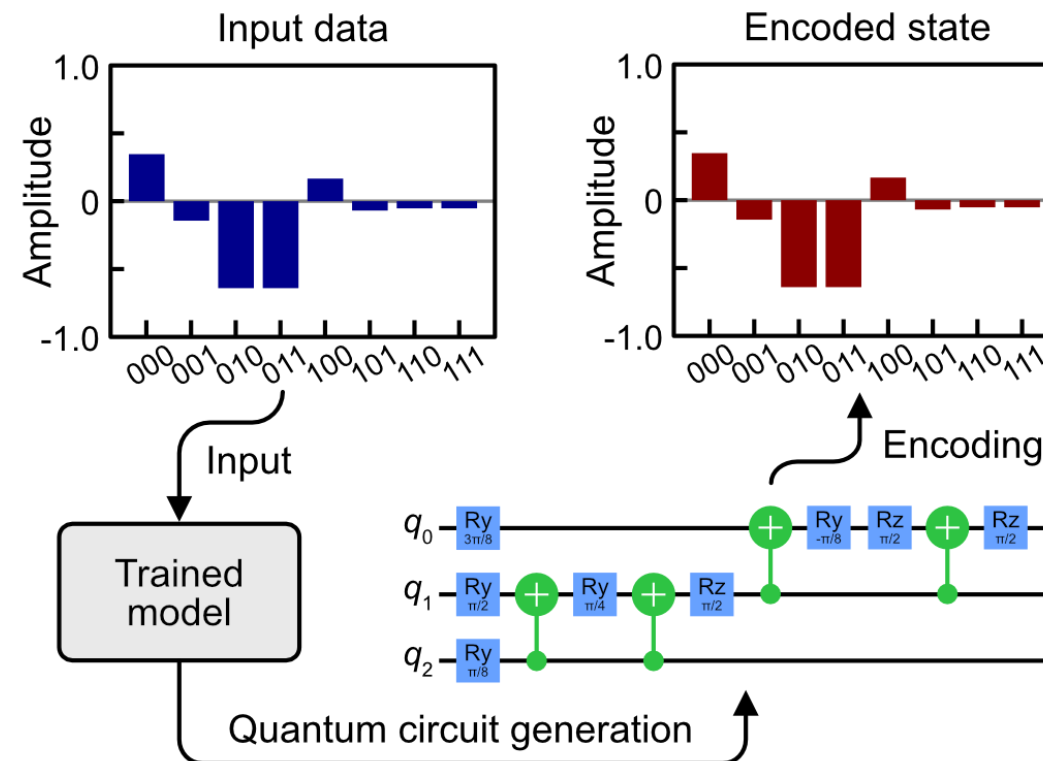 Input data
1.0
0
-1.0
Amplitude
000 001 010 011 100 101 110 111
Encoded state
1.0
0
-1.0
Amplitude
000 001 010 011 100 101 110 111
Input
Encoding
Trained
model
q0 Ry 3π/8 Ry -π/8 Rz π/2 Rz π/2
q1 Ry π/2 Ry π/4 Rz π/2
q2 Ry π/8
Quantum circuit generation